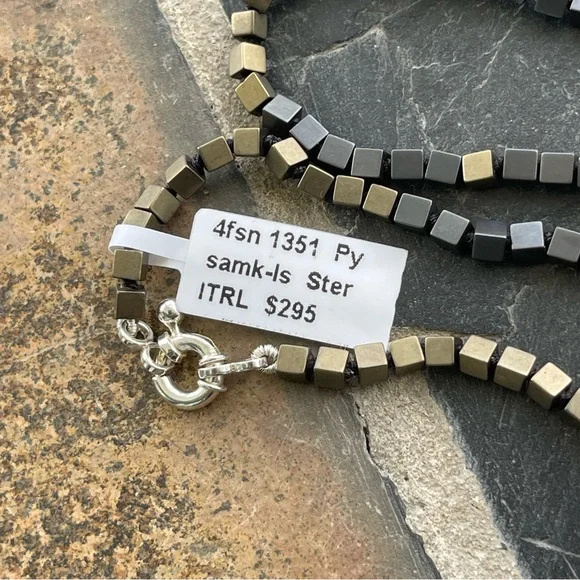 4fsn 1351 Py
samk-ls Ster
ITRL $295